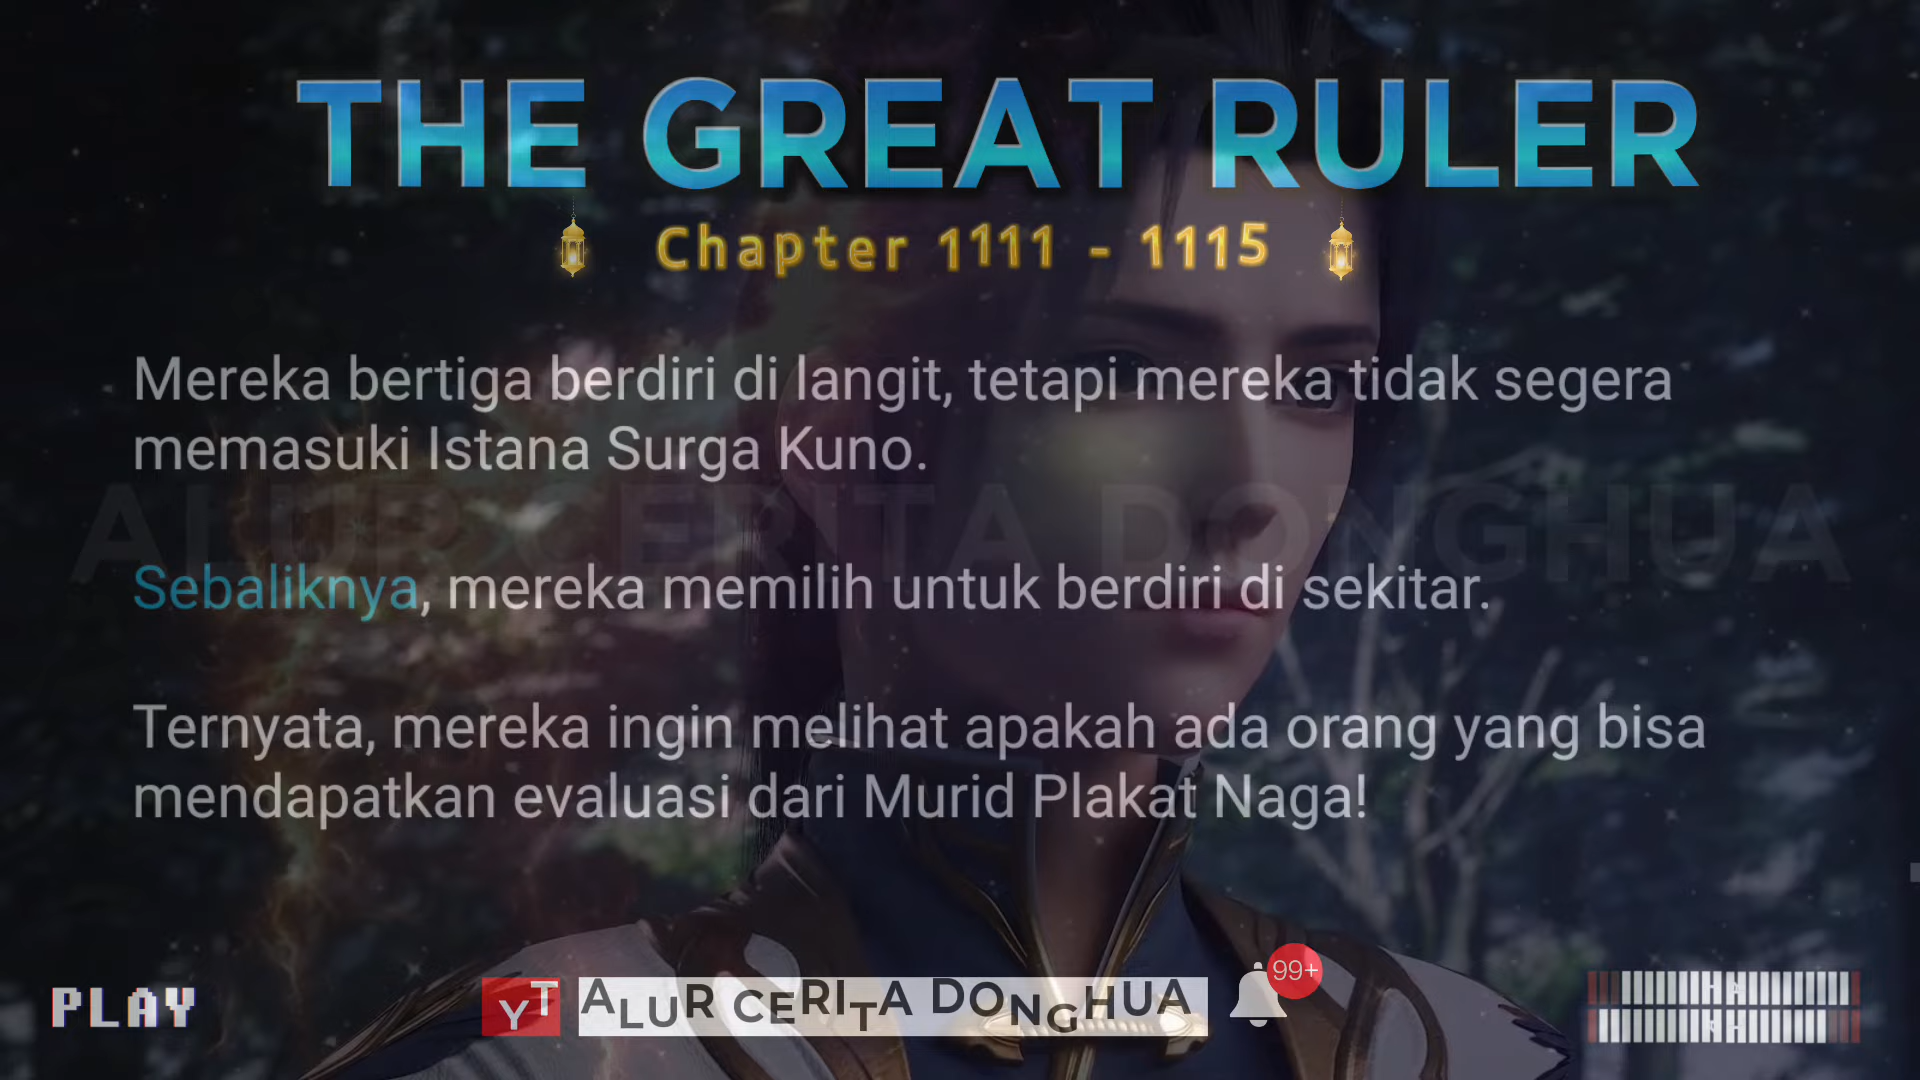 THE GREAT RULER
Chapter 1111 - 1115
Mereka bertiga berdiri di langit, tetapi mereka tidak segera
memasuki Istana Surga Kuno.
ALUR CERITA DONGHUA
Sebaliknya, mereka memilih untuk berdiri di sekitar.
Ternyata, mereka ingin melihat apakah ada orang yang bisa
mendapatkan evaluasi dari Murid Plakat Naga!
PLAY
YT ALUR CERITA DONGHUA 99+